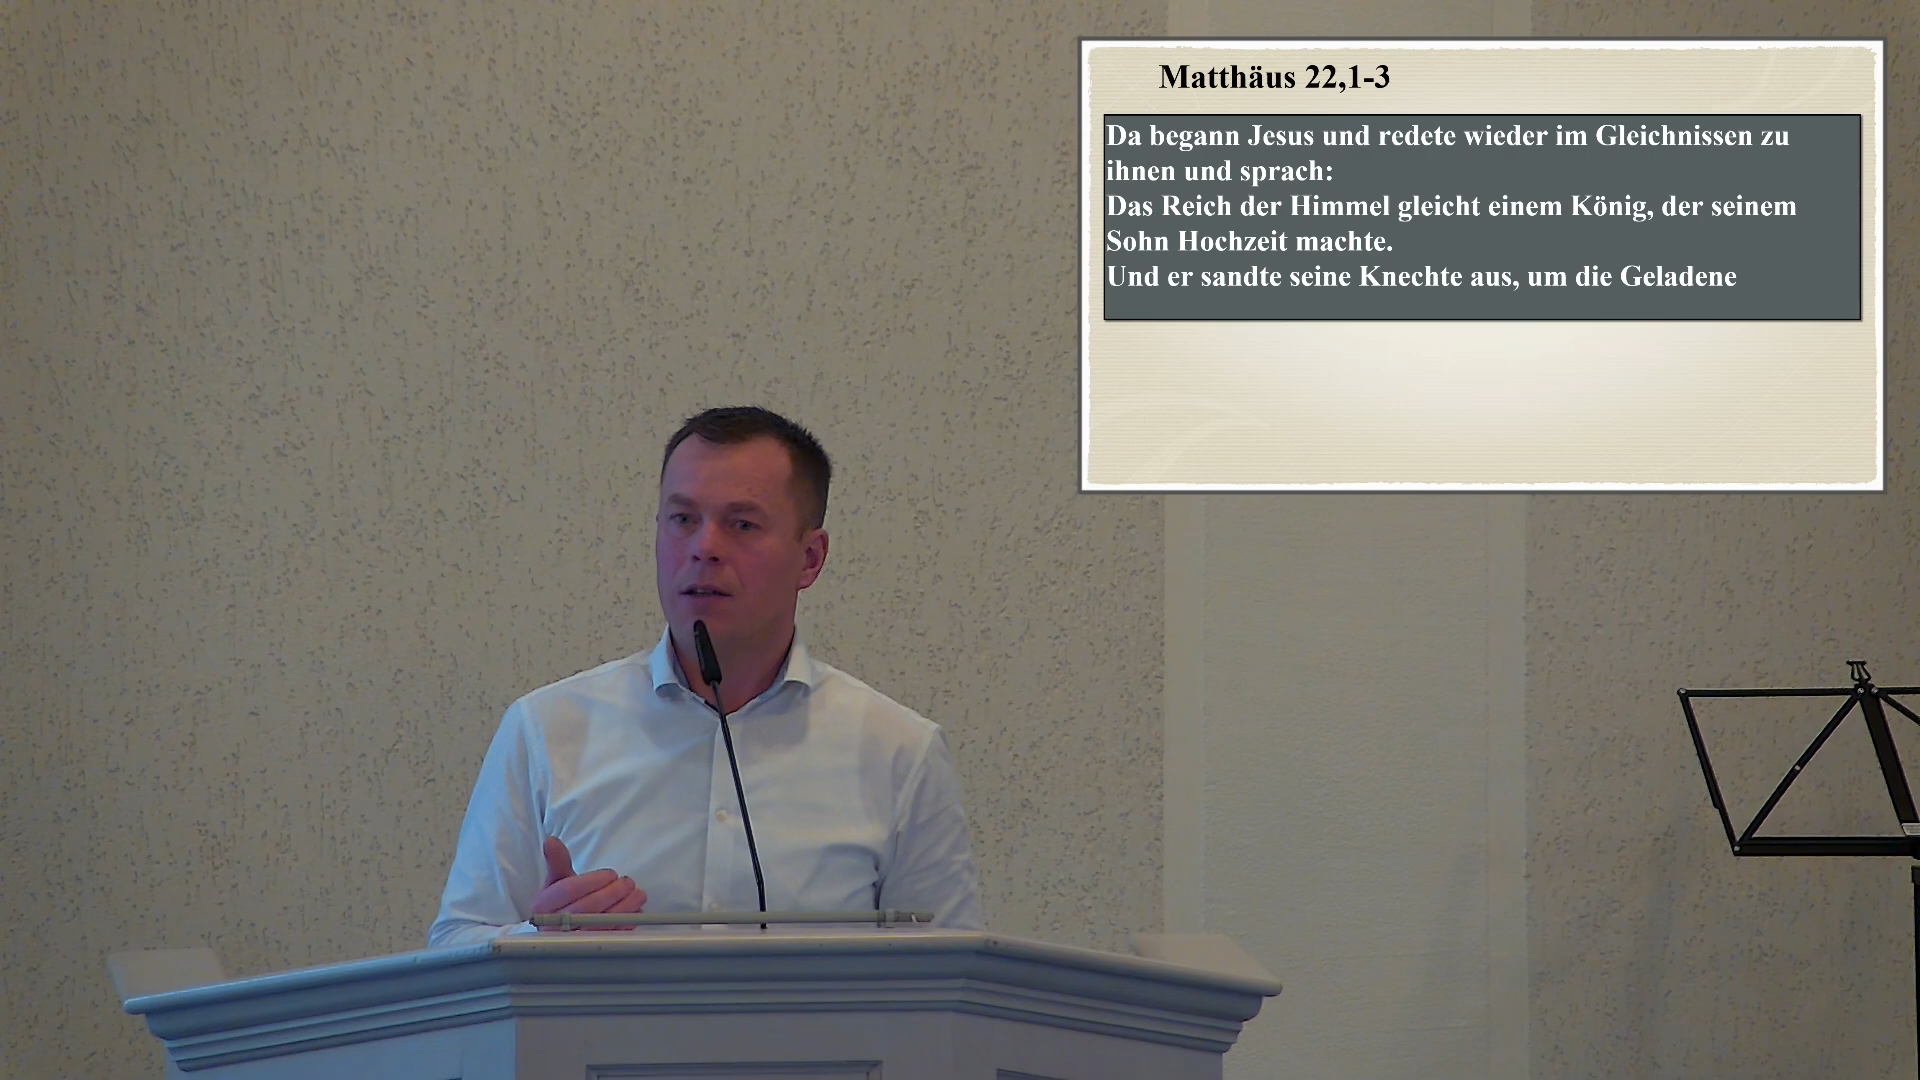 Matthäus 22,1-3
Da begann Jesus und redete wieder im Gleichnissen zu
ihnen und sprach:
Das Reich der Himmel gleicht einem König, der seinem
Sohn Hochzeit machte.
Und er sandte seine Knechte aus, um die Geladene